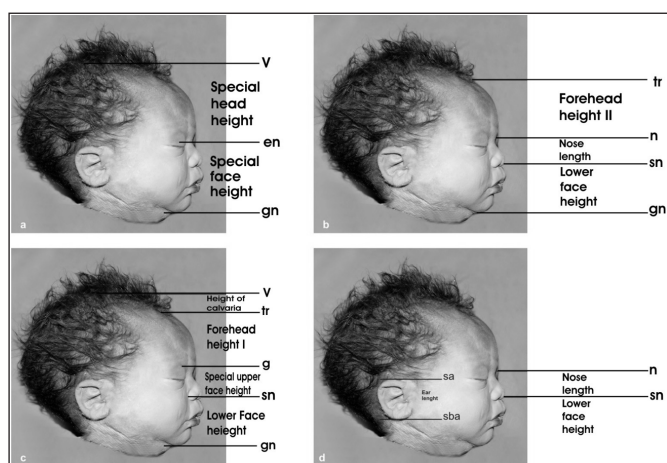 V
Special
head
height
en
Special
face
height
gn
a
tr
Forehead
height II
n
Nose
length
sn
Lower
face
height
gn
b
V
Height of
calvaria
tr
Forehead
height I
g
Special upper
face height
sn
Lower Face
heieght
gn
c
sa
Ear
lenght
sba
n
Nose
length
sn
Lower
face
height
d